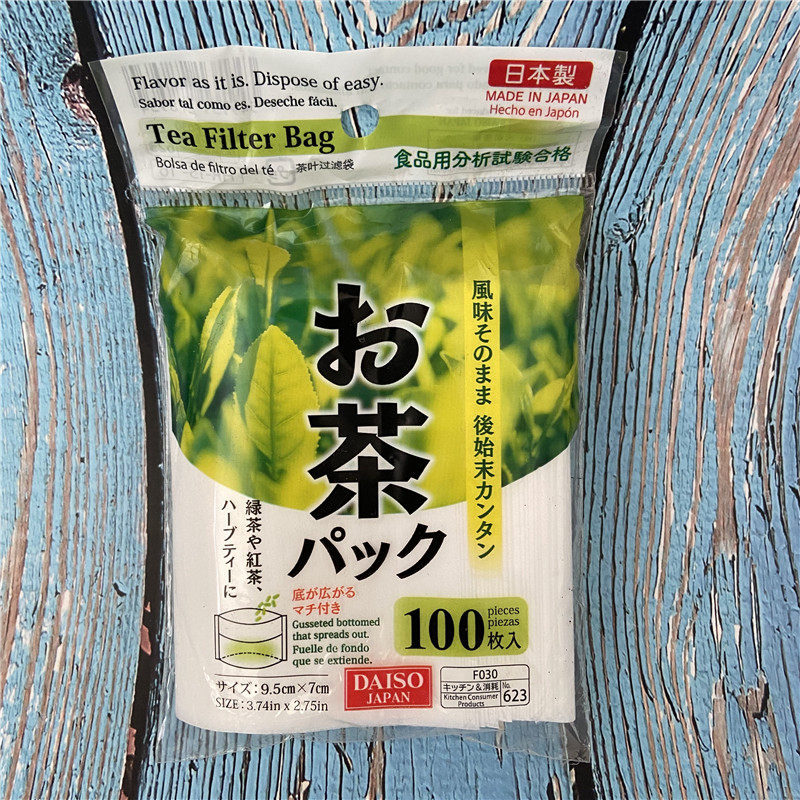 Flavor as it is. Dispose of easy.
Sabor tal como es. Deseche fácil.
Tea Filter Bag
Bolsa de filtro del té 茶叶过滤袋
日本製
MADE IN JAPAN
Hecho en Japón
食品用分析試験合格
風味そのまま 後始末カンタン
お茶
パック
緑茶や紅茶、
ハーブティーに
底が広がる
マチ付き
Gusseted bottomed
that spreads out.
Fuelle de fondo
que se extiende.
100 pieces
piezas
枚入
サイズ:9.5cm×7cm
SIZE: 3.74in x 2.75in
DAISO
JAPAN
F030
キッチン&消耗
Kitchen Consumer
Products
No.
623